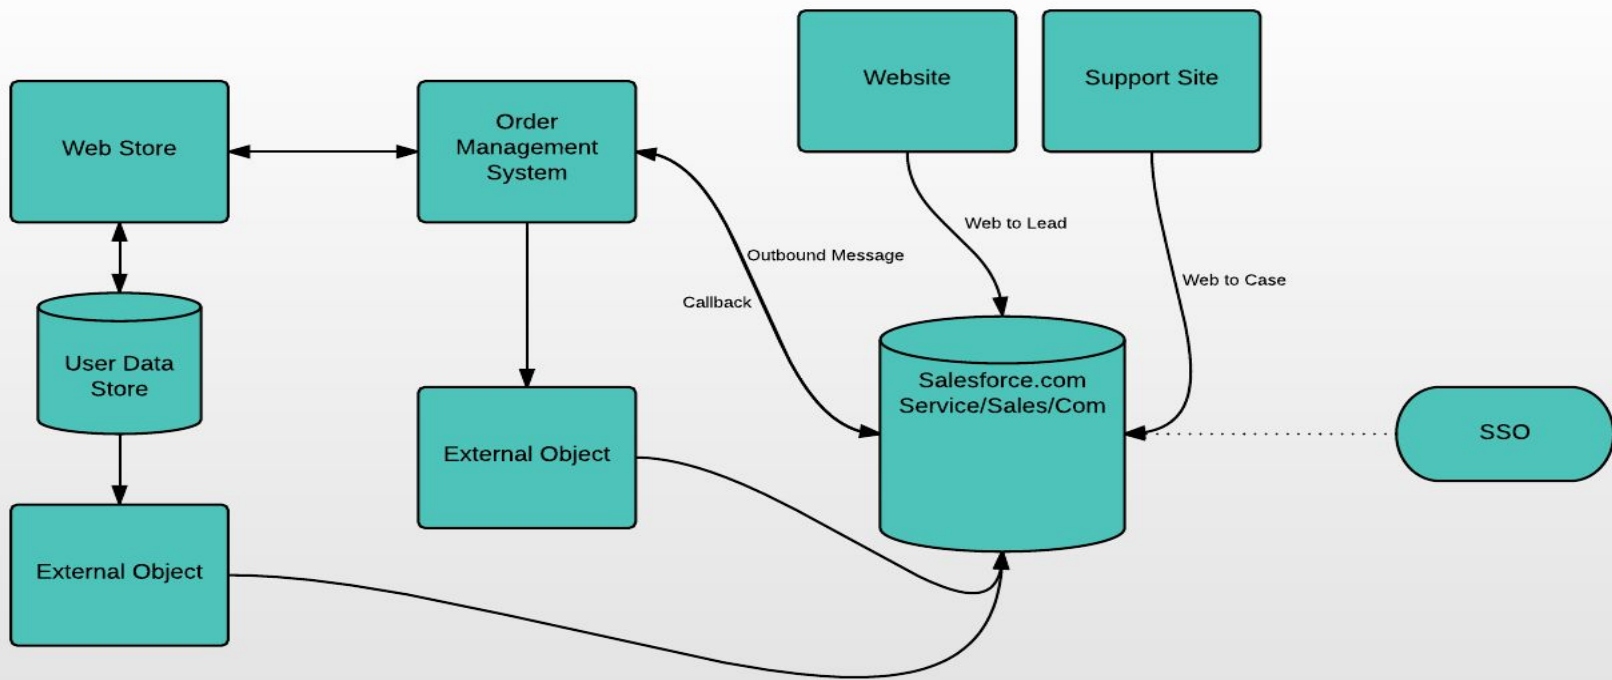 Website
Support Site
Web Store
Order
Management
System
Web to Lead
Outbound Message
Web to Case
Callback
User Data
Store
Salesforce.com
Service/Sales/Com
External Object
SSO
External Object